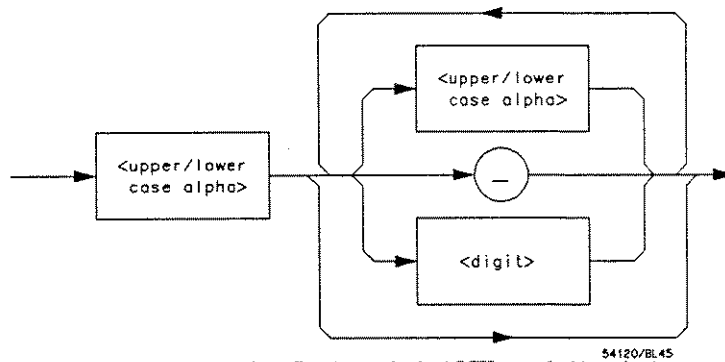 <upper/lower
case alpha>
<upper/lower
case alpha>
_
<digit>
54120/BL45